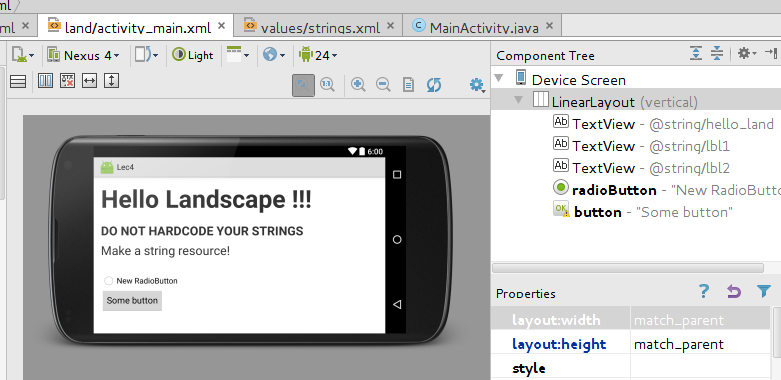 ml
ml land/activity_main.xml values/strings.xml MainActivity.java
Nexus 4 Light 24
Component Tree
Device Screen
LinearLayout (vertical)
Ab TextView - @string/hello_land
Ab TextView - @string/lbl1
Ab TextView - @string/lbl2
radioButton - "New RadioButto
OK button - "Some button"
6:00
Lec4
Hello Landscape !!!
DO NOT HARDCODE YOUR STRINGS
Make a string resource!
New RadioButton
Some button
Properties ?
layout:width match_parent
layout:height match_parent
style